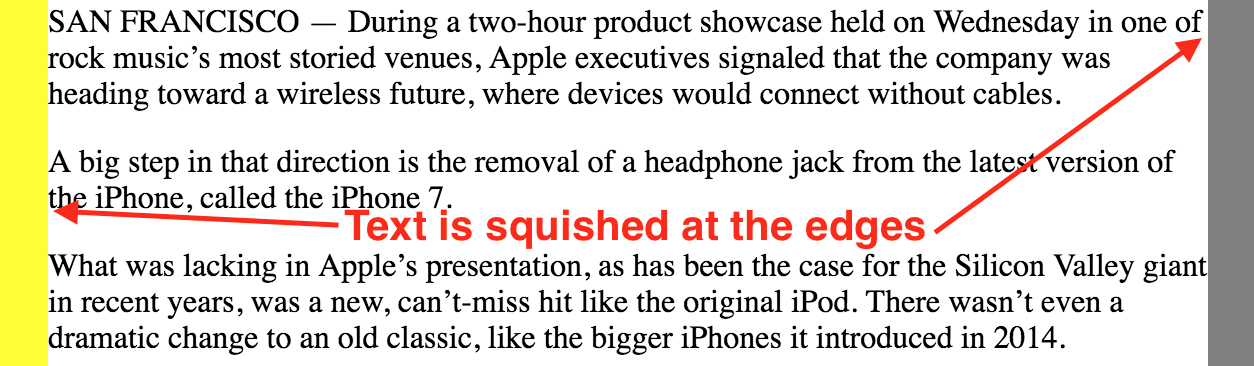 SAN FRANCISCO — During a two-hour product showcase held on Wednesday in one of
rock music’s most storied venues, Apple executives signaled that the company was
heading toward a wireless future, where devices would connect without cables.
A big step in that direction is the removal of a headphone jack from the latest version of
the iPhone, called the iPhone 7.
Text is squished at the edges
What was lacking in Apple’s presentation, as has been the case for the Silicon Valley giant
in recent years, was a new, can’t-miss hit like the original iPod. There wasn’t even a
dramatic change to an old classic, like the bigger iPhones it introduced in 2014.